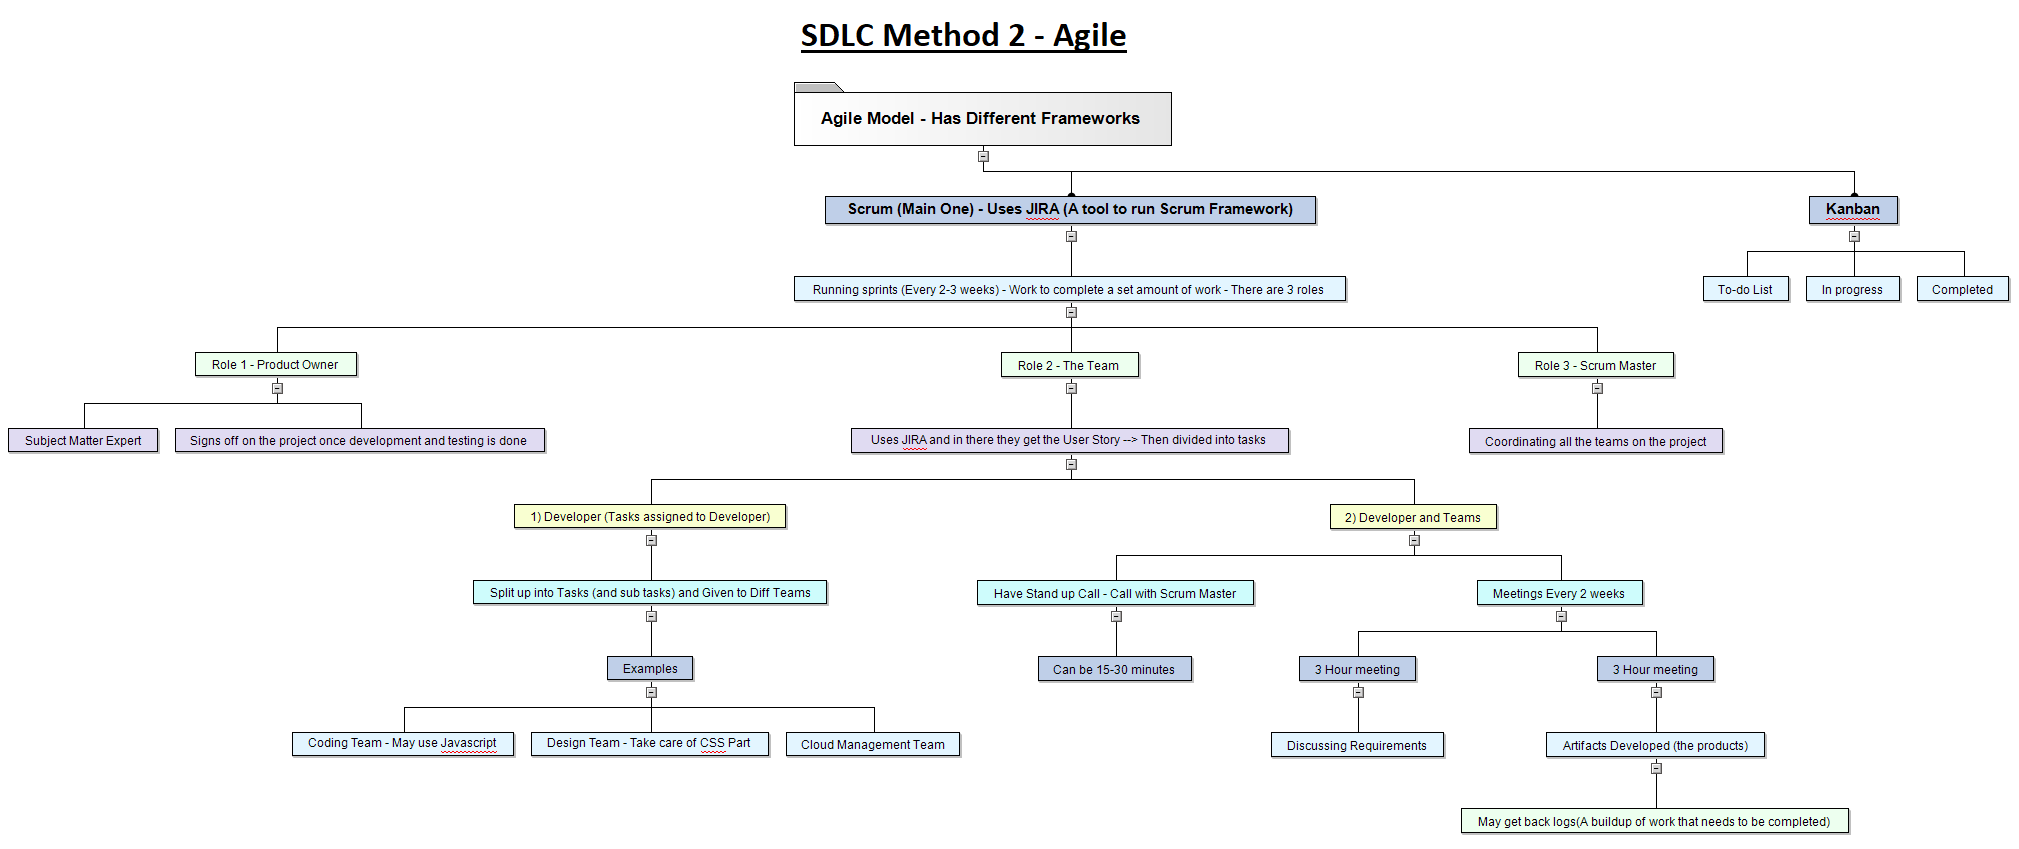 SDLC Method 2 - Agile
Agile Model - Has Different Frameworks
Scrum (Main One) - Uses JIRA (A tool to run Scrum Framework)
Kanban
Running sprints (Every 2-3 weeks) - Work to complete a set amount of work - There are 3 roles
To-do List
In progress
Completed
Role 1 - Product Owner
Role 2 - The Team
Role 3 - Scrum Master
Subject Matter Expert
Signs off on the project once development and testing is done
Uses JIRA and in there they get the User Story --> Then divided into tasks
Coordinating all the teams on the project
1) Developer (Tasks assigned to Developer)
2) Developer and Teams
Split up into Tasks (and sub tasks) and Given to Diff Teams
Have Stand up Call - Call with Scrum Master
Meetings Every 2 weeks
Examples
Can be 15-30 minutes
3 Hour meeting
3 Hour meeting
Coding Team - May use Javascript
Design Team - Take care of CSS Part
Cloud Management Team
Discussing Requirements
Artifacts Developed (the products)
May get back logs(A buildup of work that needs to be completed)